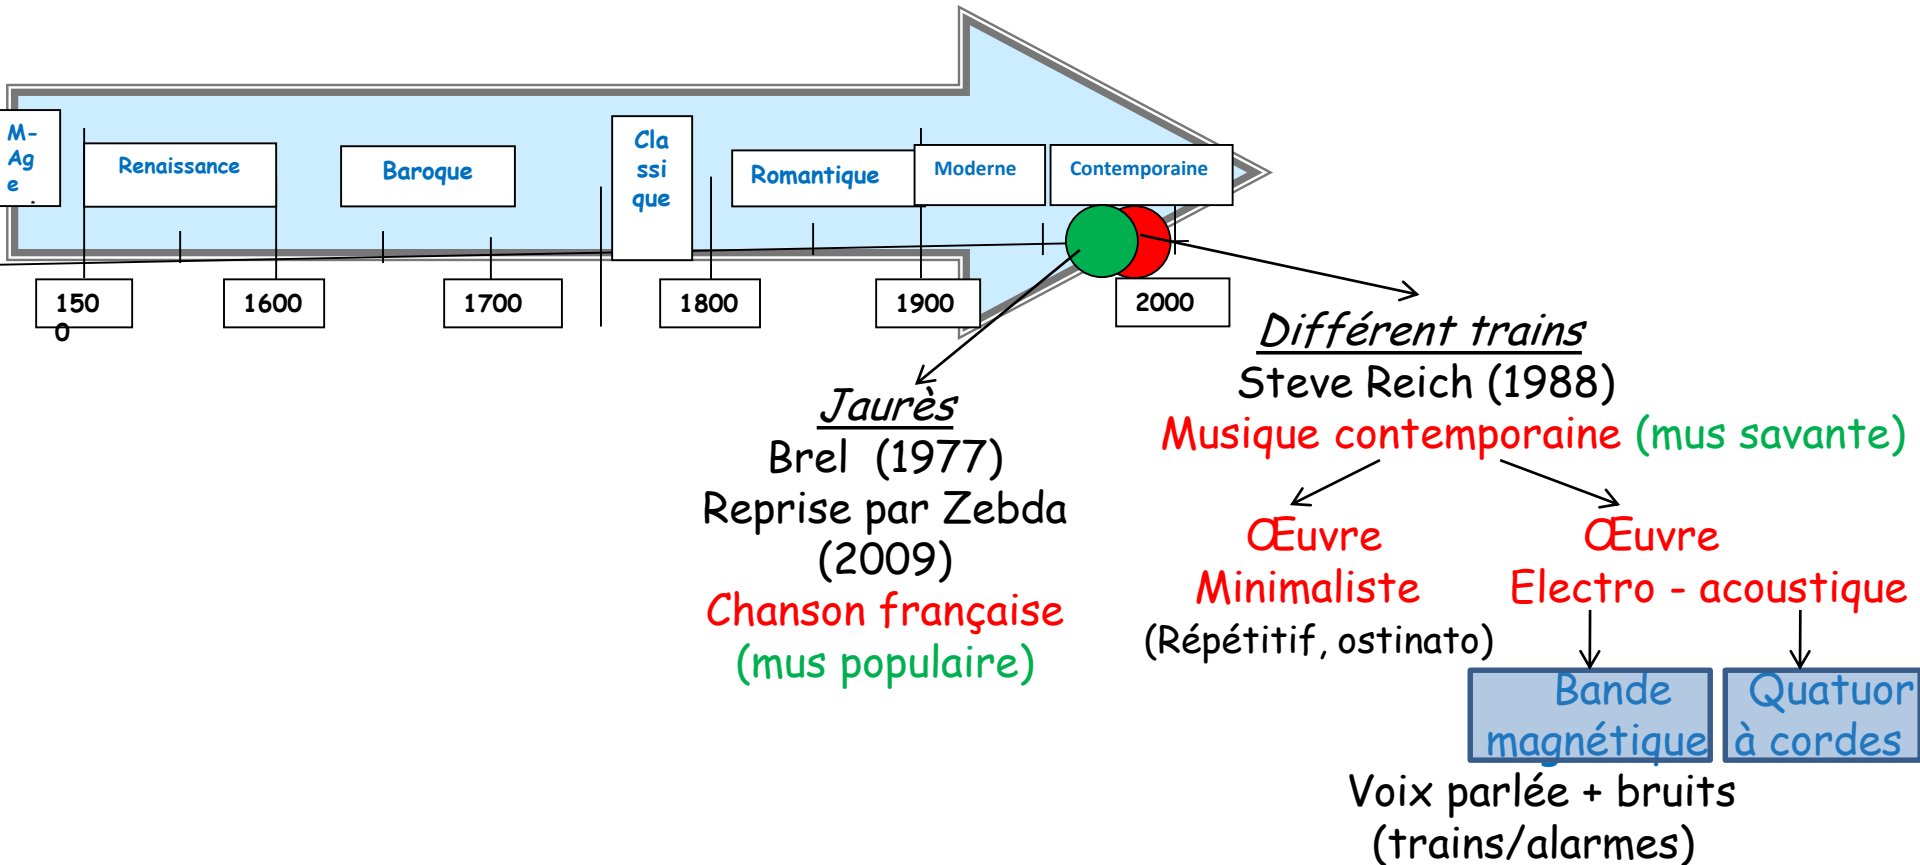 M-
Ag
e
.
Renaissance
Baroque
Cla
ssi
que
Romantique
Moderne
Contemporaine
150
0
1600
1700
1800
1900
2000
Différent trains
Steve Reich (1988)
Musique contemporaine (mus savante)
Jaurès
Brel (1977)
Reprise par Zebda
(2009)
Chanson française
(mus populaire)
Œuvre
Minimaliste
(Répétitif, ostinato)
Œuvre
Electro - acoustique
Bande
magnétique
Quatuor
à cordes
Voix parlée + bruits
(trains/alarmes)